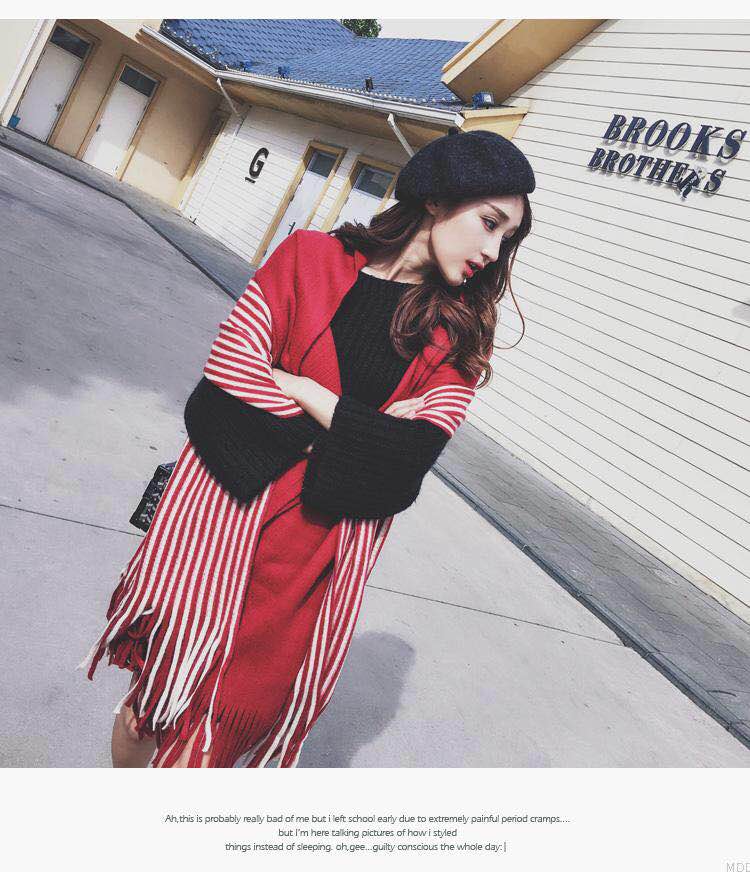 G
BROOKS
BROTHERS
Ah,this is probably really bad of me but i left school early due to extremely painful period cramps....
but I'm here talking pictures of how i styled
things instead of sleeping. oh,gee...guilty conscious the whole day:|